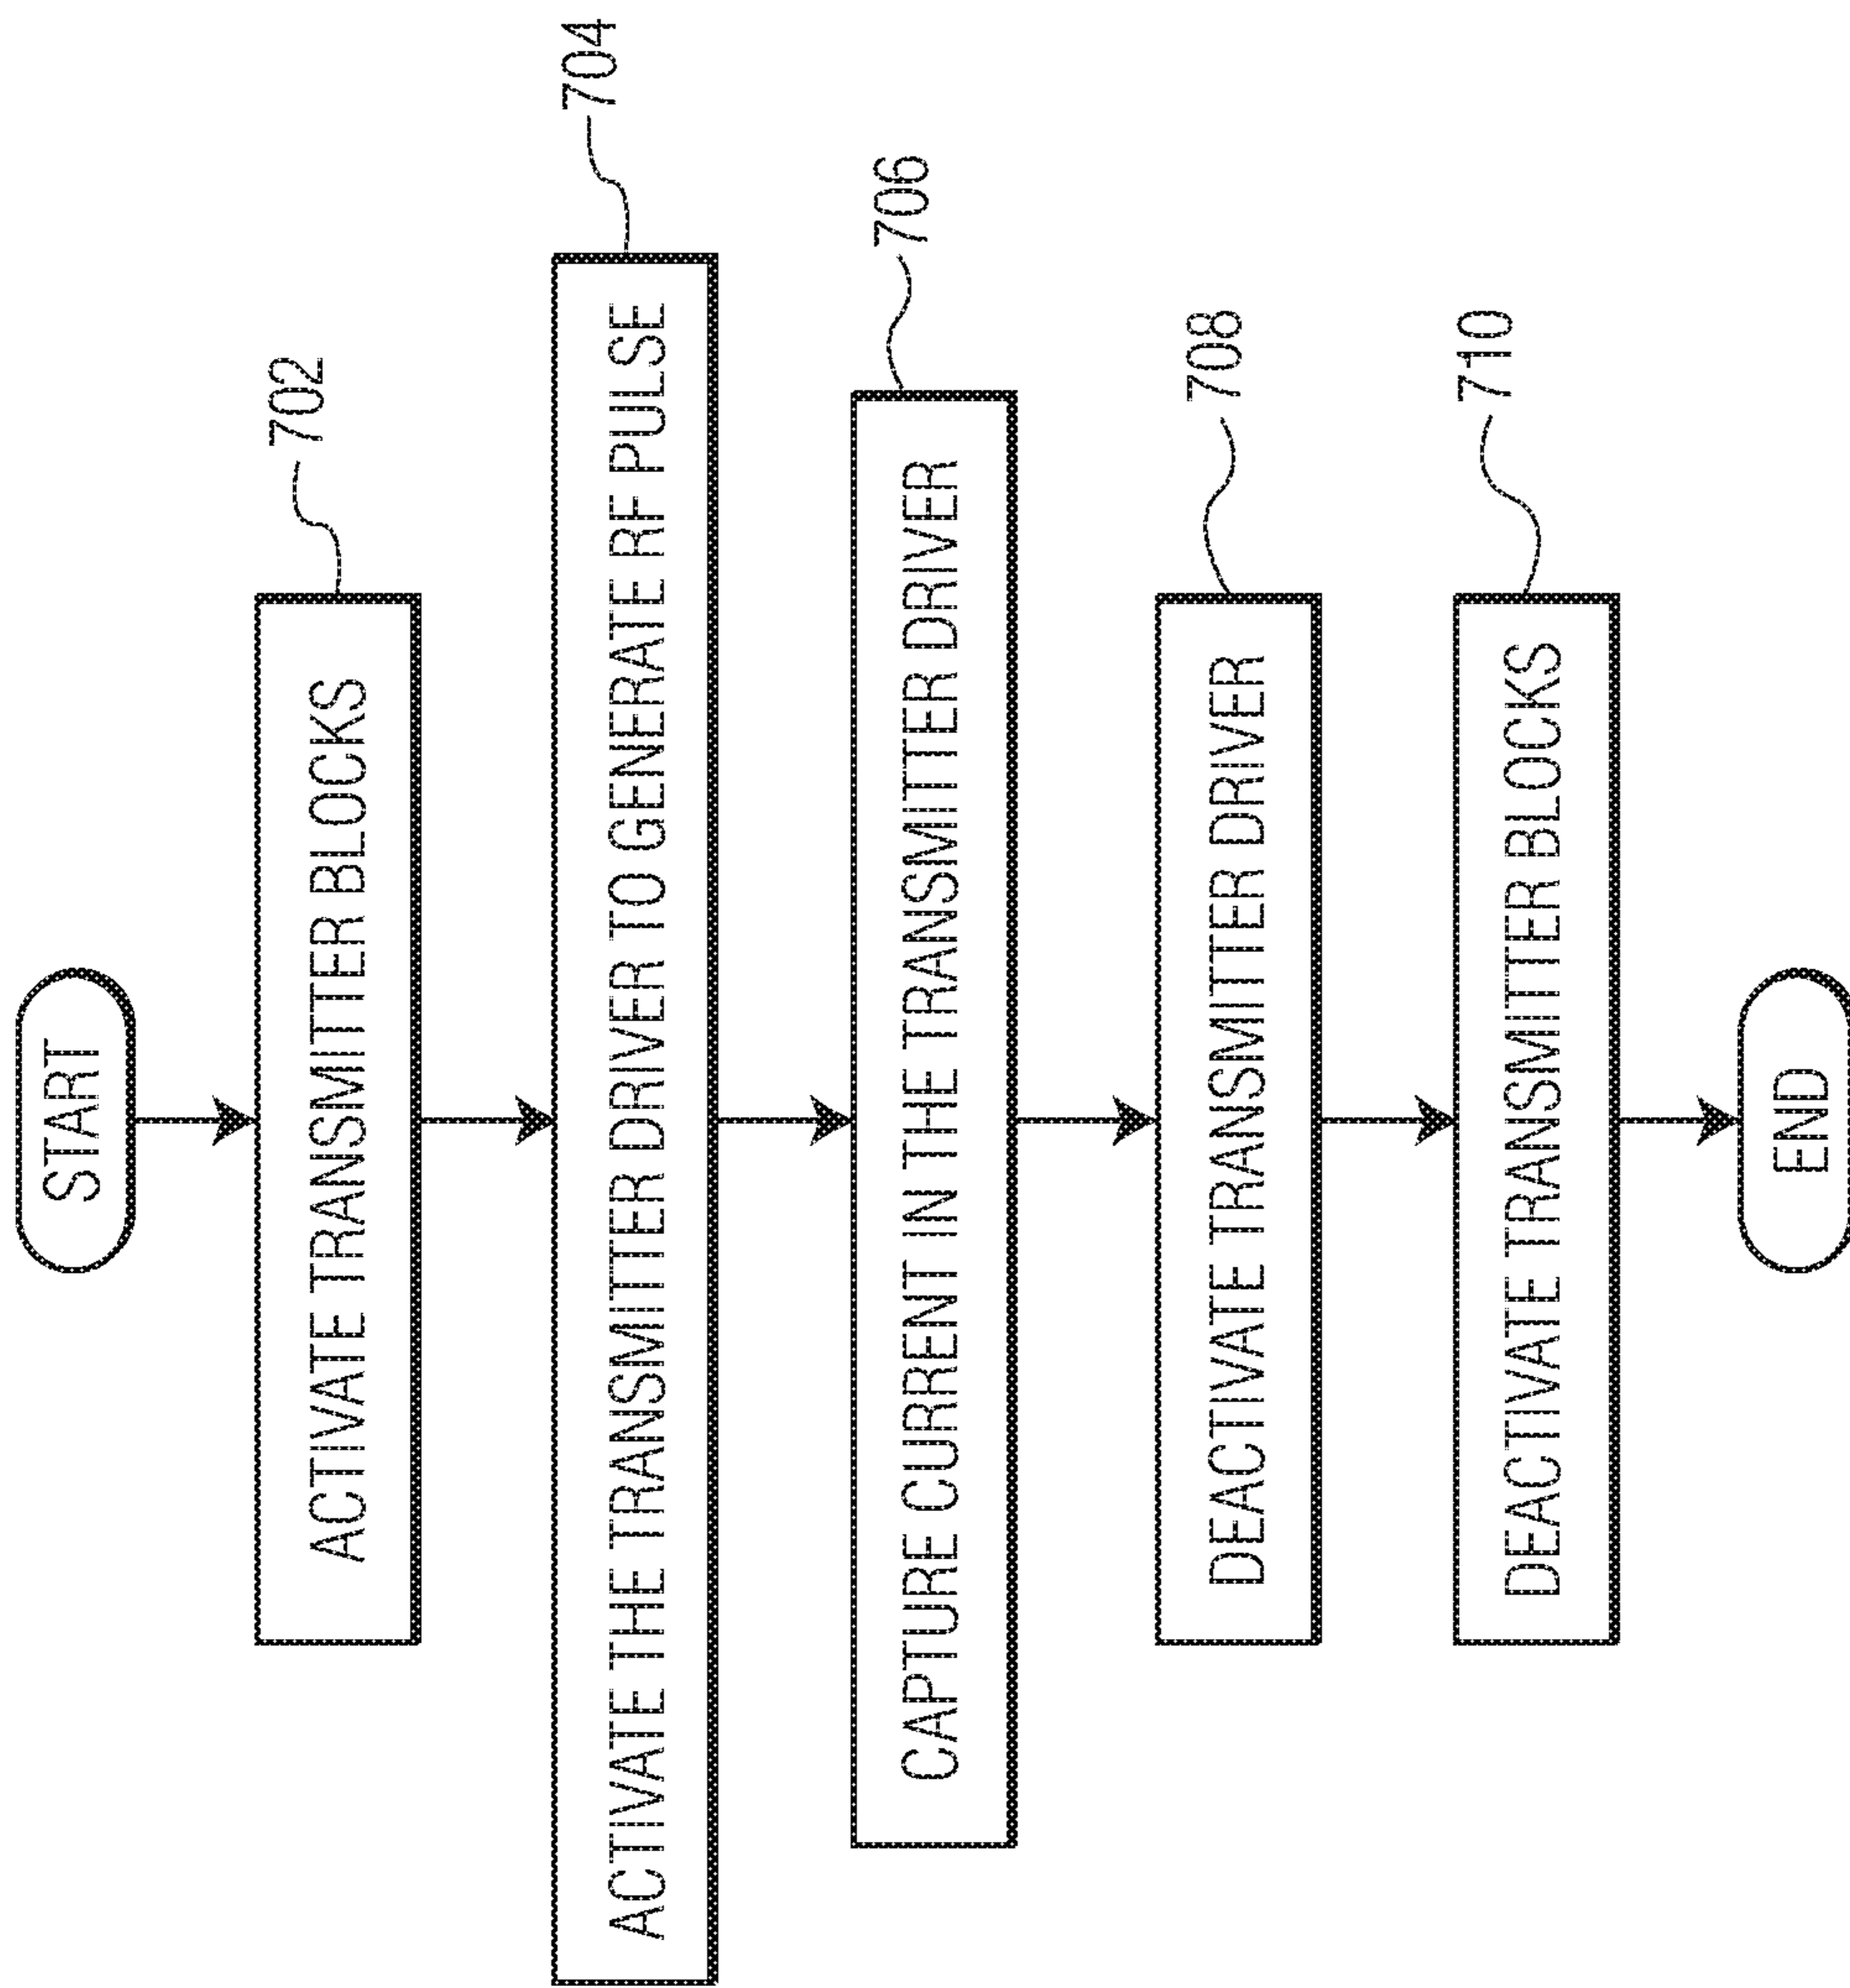 START
ACTIVATE TRANSMITTER BLOCKS
702
ACTIVATE THE TRANSMITTER DRIVER TO GENERATE RF PULSE
704
CAPTURE CURRENT IN THE TRANSMITTER DRIVER
706
DEACTIVATE TRANSMITTER DRIVER
708
DEACTIVATE TRANSMITTER BLOCKS
710
END